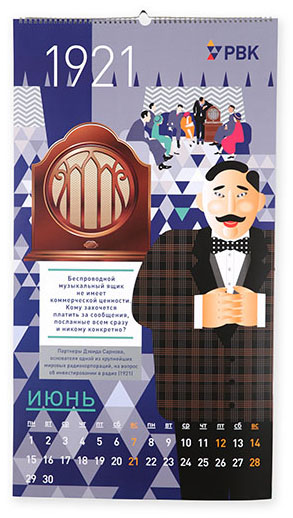 1921
РВК
Беспроводной
музыкальный ящик
не имеет
коммерческой ценности.
Кому захочется
платить за сообщения,
посланные всем сразу
и никому конкретно?
Партнеры Дэвида Сарнова,
основателя одной из крупнейших
мировых радиокорпораций, на вопрос
об инвестировании в радио (1921)
ИЮНЬ
ПН ВТ СР ЧТ ПТ СБ ВС ПН ВТ СР ЧТ ПТ СБ ВС
1 2 3 4 5 6 7 8 9 10 11 12 13 14
15 16 17 18 19 20 21 22 23 24 25 26 27 28
29 30